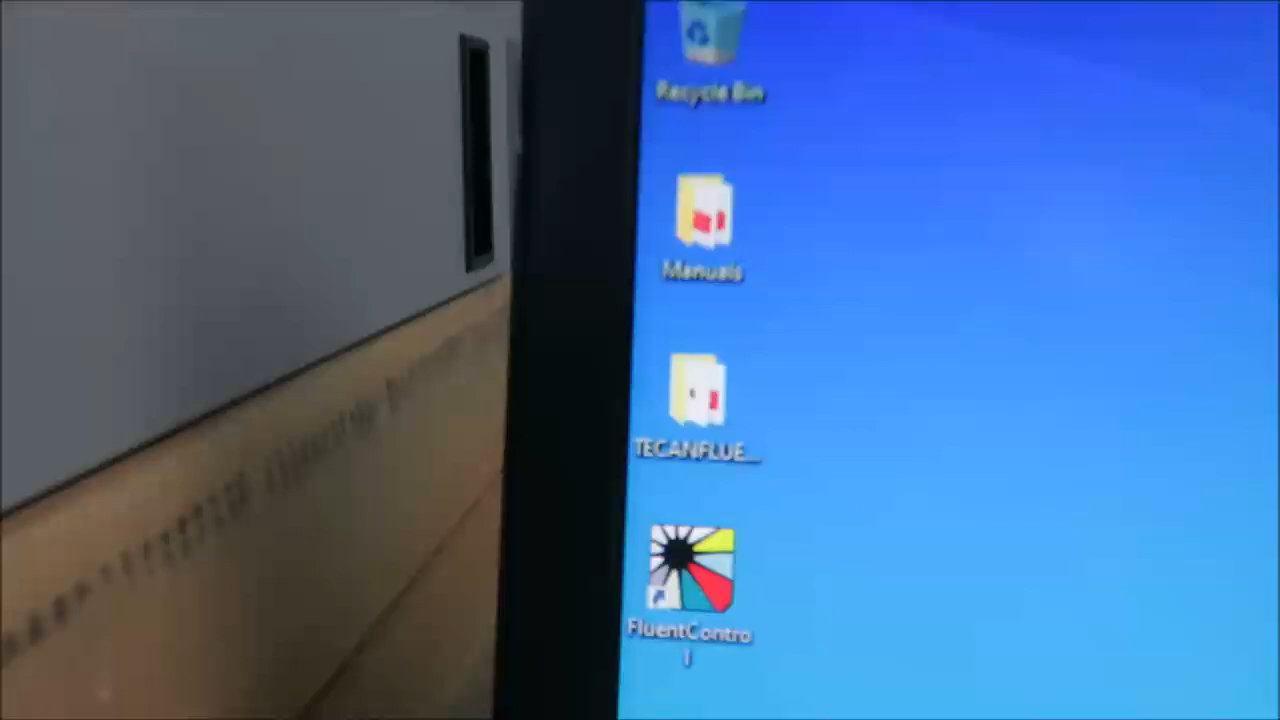 Recycle Bin
Manuals
TECANFLUE...
FluentContro
l